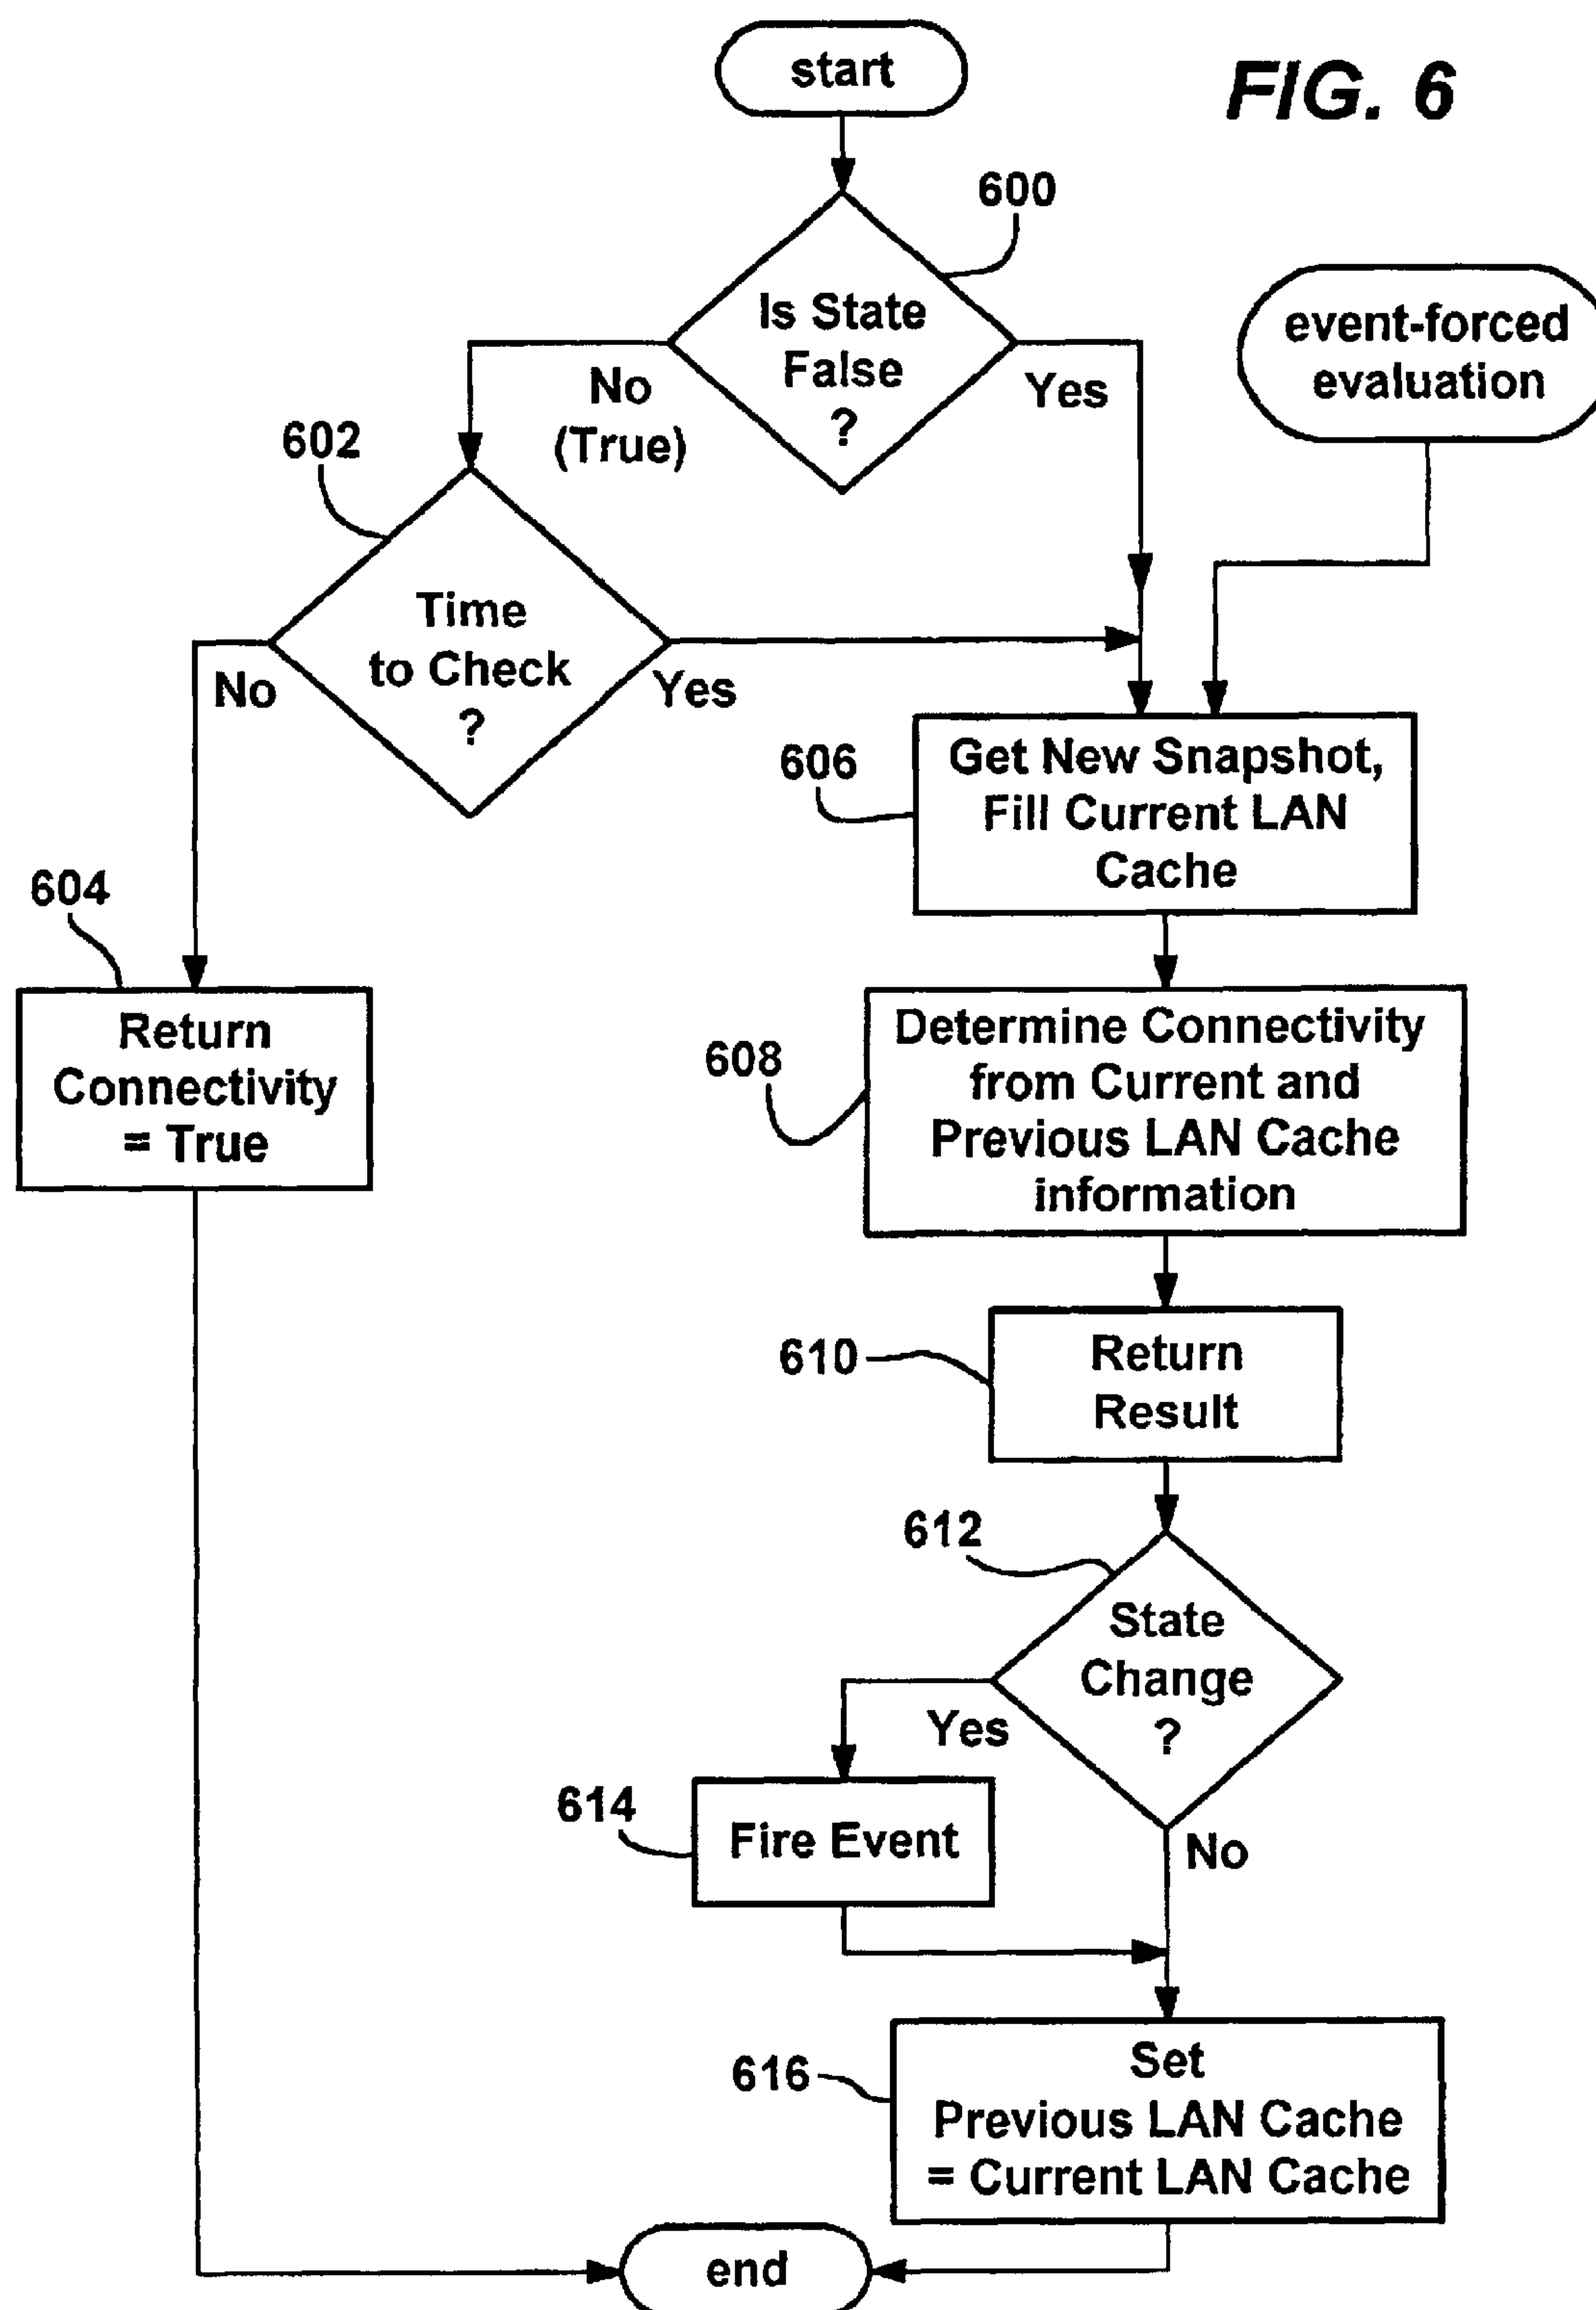 start
FIG. 6
600
Is State
False
?
event-forced
evaluation
No
(True)
Yes
602
Time
to Check
?
No
Yes
606
Get New Snapshot,
Fill Current LAN
Cache
604
Return
Connectivity
= True
608
Determine Connectivity
from Current and
Previous LAN Cache
information
610
Return
Result
612
State
Change
?
Yes
614
Fire Event
No
616
Set
Previous LAN Cache
= Current LAN Cache
end